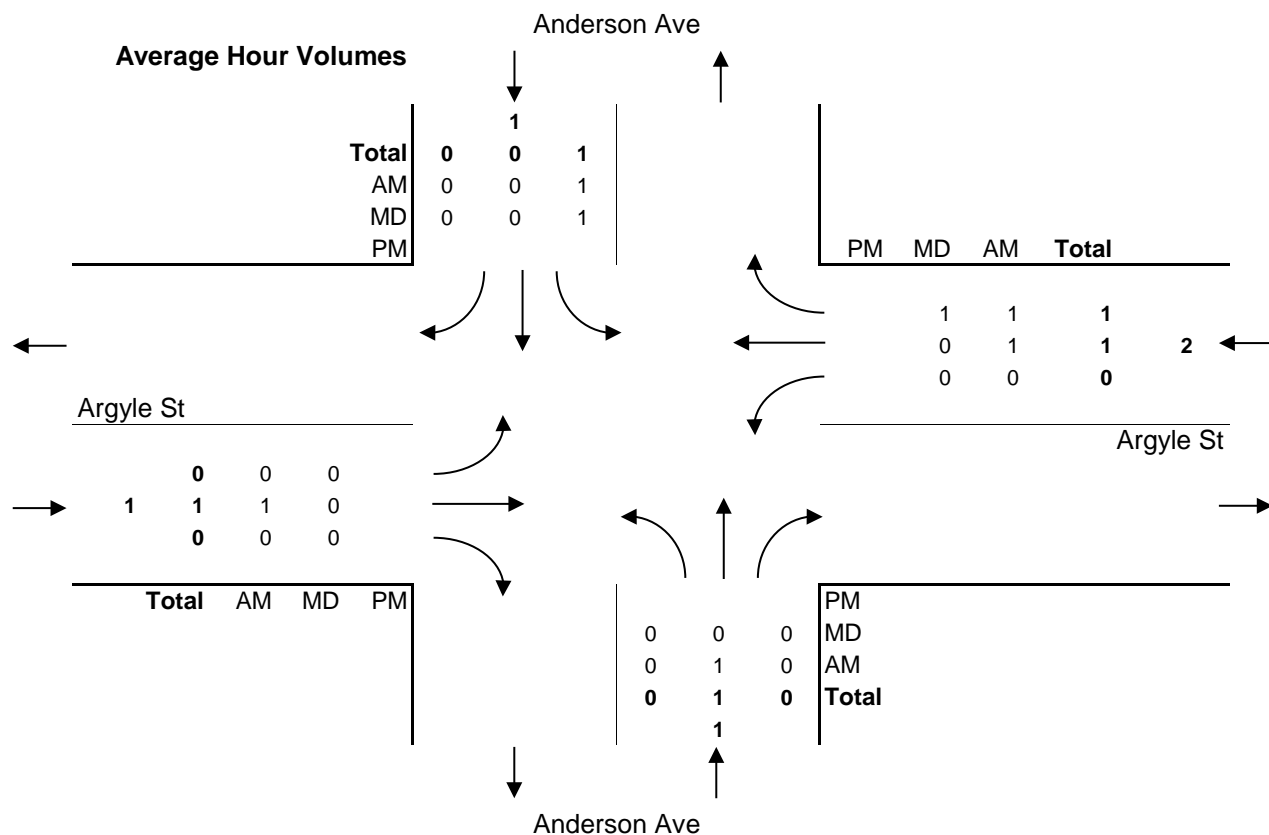 Anderson Ave
Average Hour Volumes
1
Total 0 0 1
AM 0 0 1
MD 0 0 1
PM
PM MD AM Total
1 1 1
0 1 1 2
0 0 0
Argyle St
Argyle St
0 0 0
1 1 1 0
0 0 0
Total AM MD PM
PM
0 0 0 MD
0 1 0 AM
0 1 0 Total
1
Anderson Ave